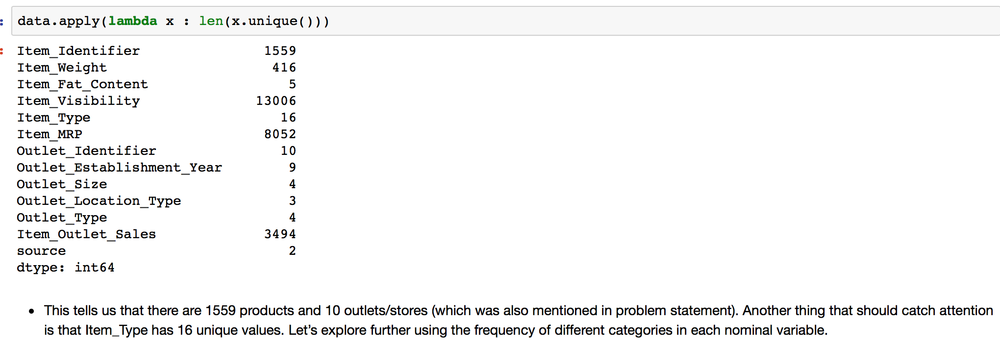 data.apply(lambda x : len(x.unique()))
Item_Identifier 1559
Item_Weight 416
Item_Fat_Content 5
Item_Visibility 13006
Item_Type 16
Item_MRP 8052
Outlet_Identifier 10
Outlet_Establishment_Year 9
Outlet_Size 4
Outlet_Location_Type 3
Outlet_Type 4
Item_Outlet_Sales 3494
source 2
dtype: int64
• This tells us that there are 1559 products and 10 outlets/stores (which was also mentioned in problem statement). Another thing that should catch attention
is that Item_Type has 16 unique values. Let’s explore further using the frequency of different categories in each nominal variable.